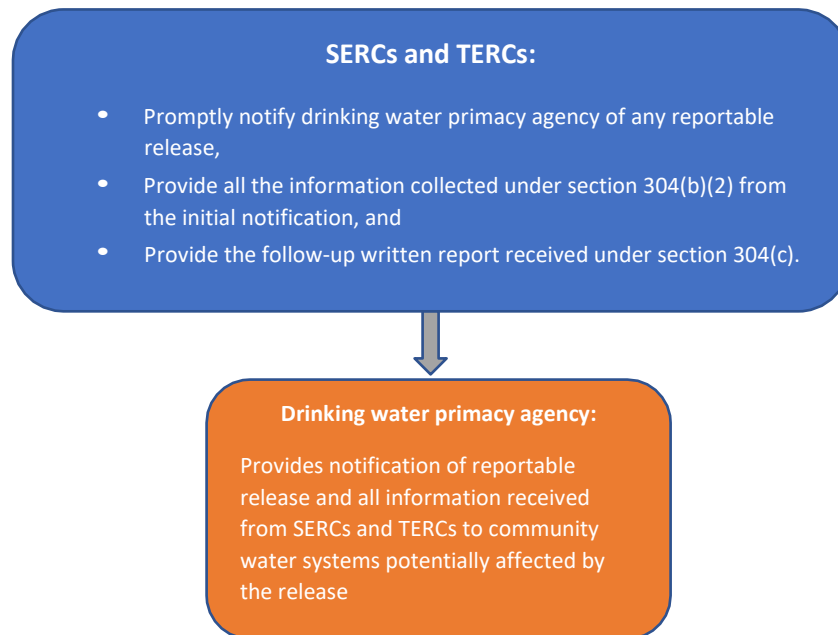 SERCs and TERCs:
• Promptly notify drinking water primacy agency of any reportable
release,
• Provide all the information collected under section 304(b)(2) from
the initial notification, and
• Provide the follow-up written report received under section 304(c).
Drinking water primacy agency:
Provides notification of reportable
release and all information received
from SERCs and TERCs to community
water systems potentially affected by
the release